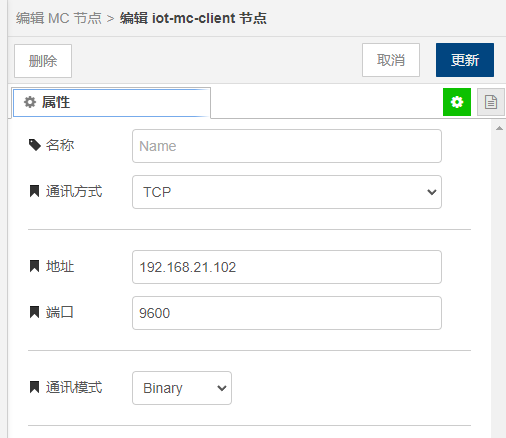 编辑 MC 节点 > 编辑 iot-mc-client 节点
删除 取消 更新
属性
名称 Name
通讯方式 TCP
地址 192.168.21.102
端口 9600
通讯模式 Binary